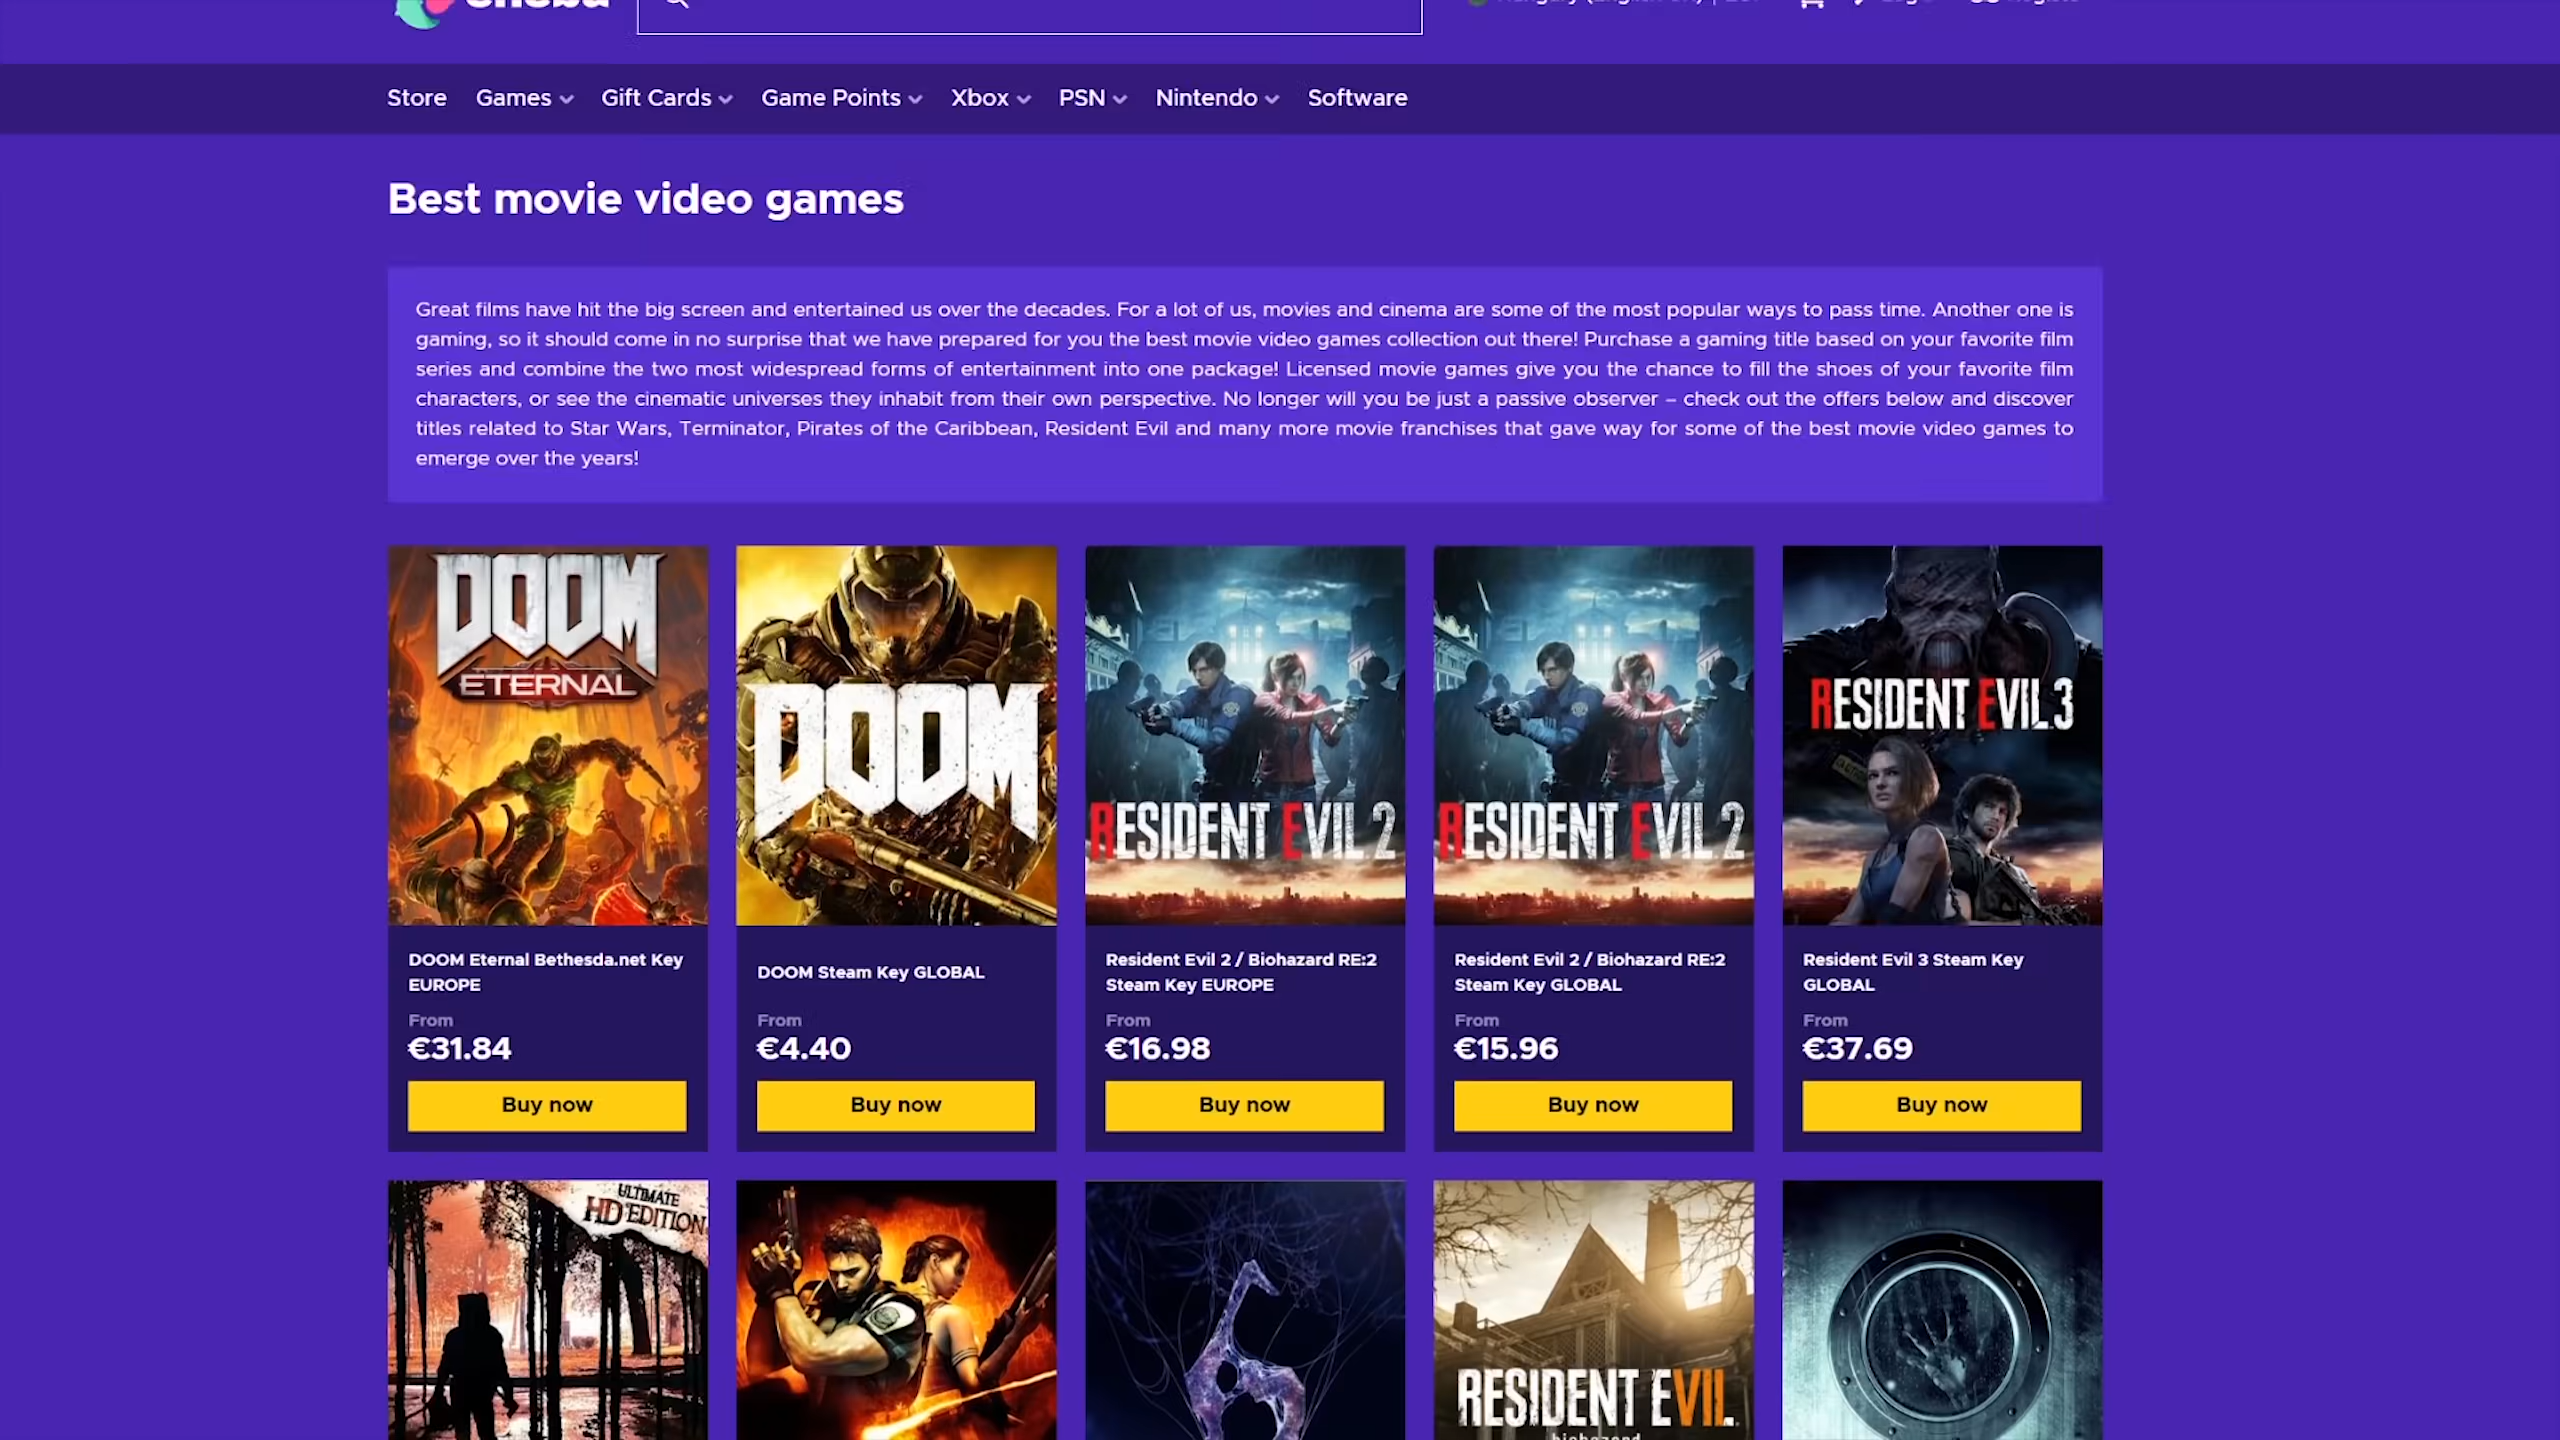 Store Games Gift Cards Game Points Xbox PSN Nintendo Software
Best movie video games
Great films have hit the big screen and entertained us over the decades. For a lot of us, movies and cinema are some of the most popular ways to pass time. Another one is
gaming, so it should come in no surprise that we have prepared for you the best movie video games collection out there! Purchase a gaming title based on your favorite film
series and combine the two most widespread forms of entertainment into one package! Licensed movie games give you the chance to fill the shoes of your favorite film
characters, or see the cinematic universes they inhabit from their own perspective. No longer will you be just a passive observer – check out the offers below and discover
titles related to Star Wars, Terminator, Pirates of the Caribbean, Resident Evil and many more movie franchises that gave way for some of the best movie video games to
emerge over the years!
DOOM
ETERNAL
DOOM
RESIDENT EVIL 2
RESIDENT EVIL 2
RESIDENT EVIL 3
DOOM Eternal Bethesda.net Key
EUROPE
From
€31.84
Buy now
DOOM Steam Key GLOBAL
From
€4.40
Buy now
Resident Evil 2 / Biohazard RE:2
Steam Key EUROPE
From
€16.98
Buy now
Resident Evil 2 / Biohazard RE:2
Steam Key GLOBAL
From
€15.96
Buy now
Resident Evil 3 Steam Key
GLOBAL
From
€37.69
Buy now
ULTIMATE
HD EDITION
RESIDENT EVII.
biohazard